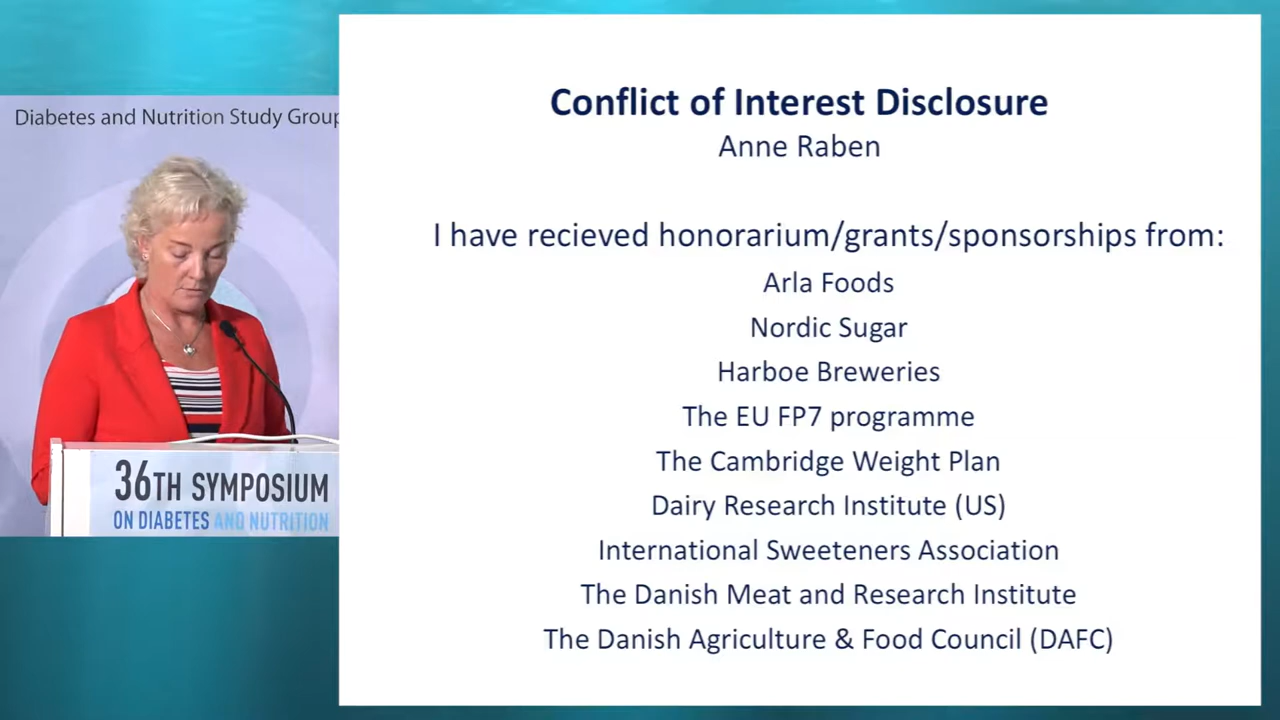 Diabetes and Nutrition Study Group
36TH SYMPOSIUM
ON DIABETES AND NUTRITION
Conflict of Interest Disclosure
Anne Raben
I have recieved honorarium/grants/sponsorships from:
Arla Foods
Nordic Sugar
Harboe Breweries
The EU FP7 programme
The Cambridge Weight Plan
Dairy Research Institute (US)
International Sweeteners Association
The Danish Meat and Research Institute
The Danish Agriculture & Food Council (DAFC)